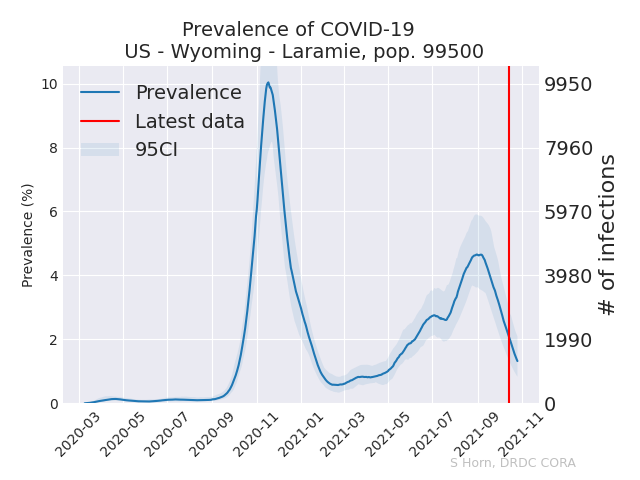 Prevalence of COVID-19
US - Wyoming - Laramie, pop. 99500
Prevalence
Latest data
95CI
Prevalence (%)
10
8
6
4
2
0
9950
7960
5970
3980
1990
0
# of infections
2020-03
2020-05
2020-07
2020-09
2020-11
2021-01
2021-03
2021-05
2021-07
2021-09
2021-11
S Horn, DRDC CORA